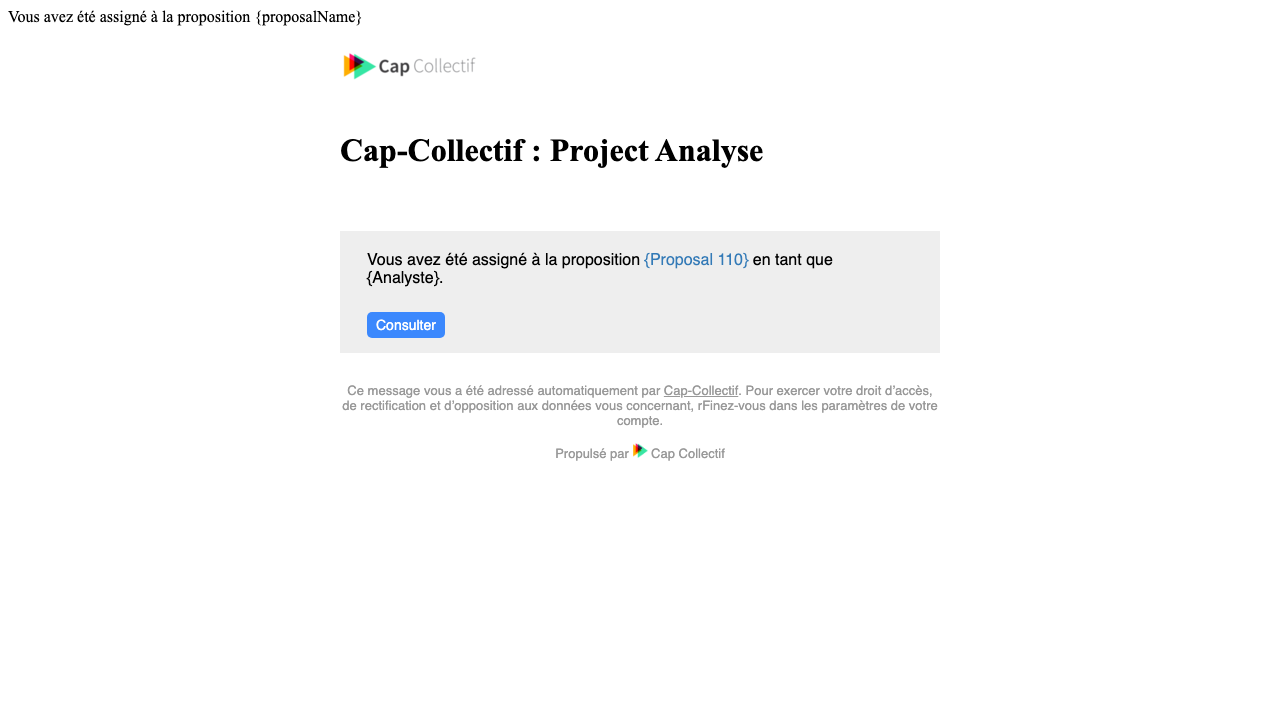 Vous avez été assigné à la proposition {proposalName}
Cap Collectif
Cap-Collectif : Project Analyse
Vous avez été assigné à la proposition {Proposal 110} en tant que
{Analyste}.
Consulter
Ce message vous a été adressé automatiquement par Cap-Collectif. Pour exercer votre droit d’accès,
de rectification et d’opposition aux données vous concernant, rFinez-vous dans les paramètres de votre
compte.
Propulsé par Cap Collectif